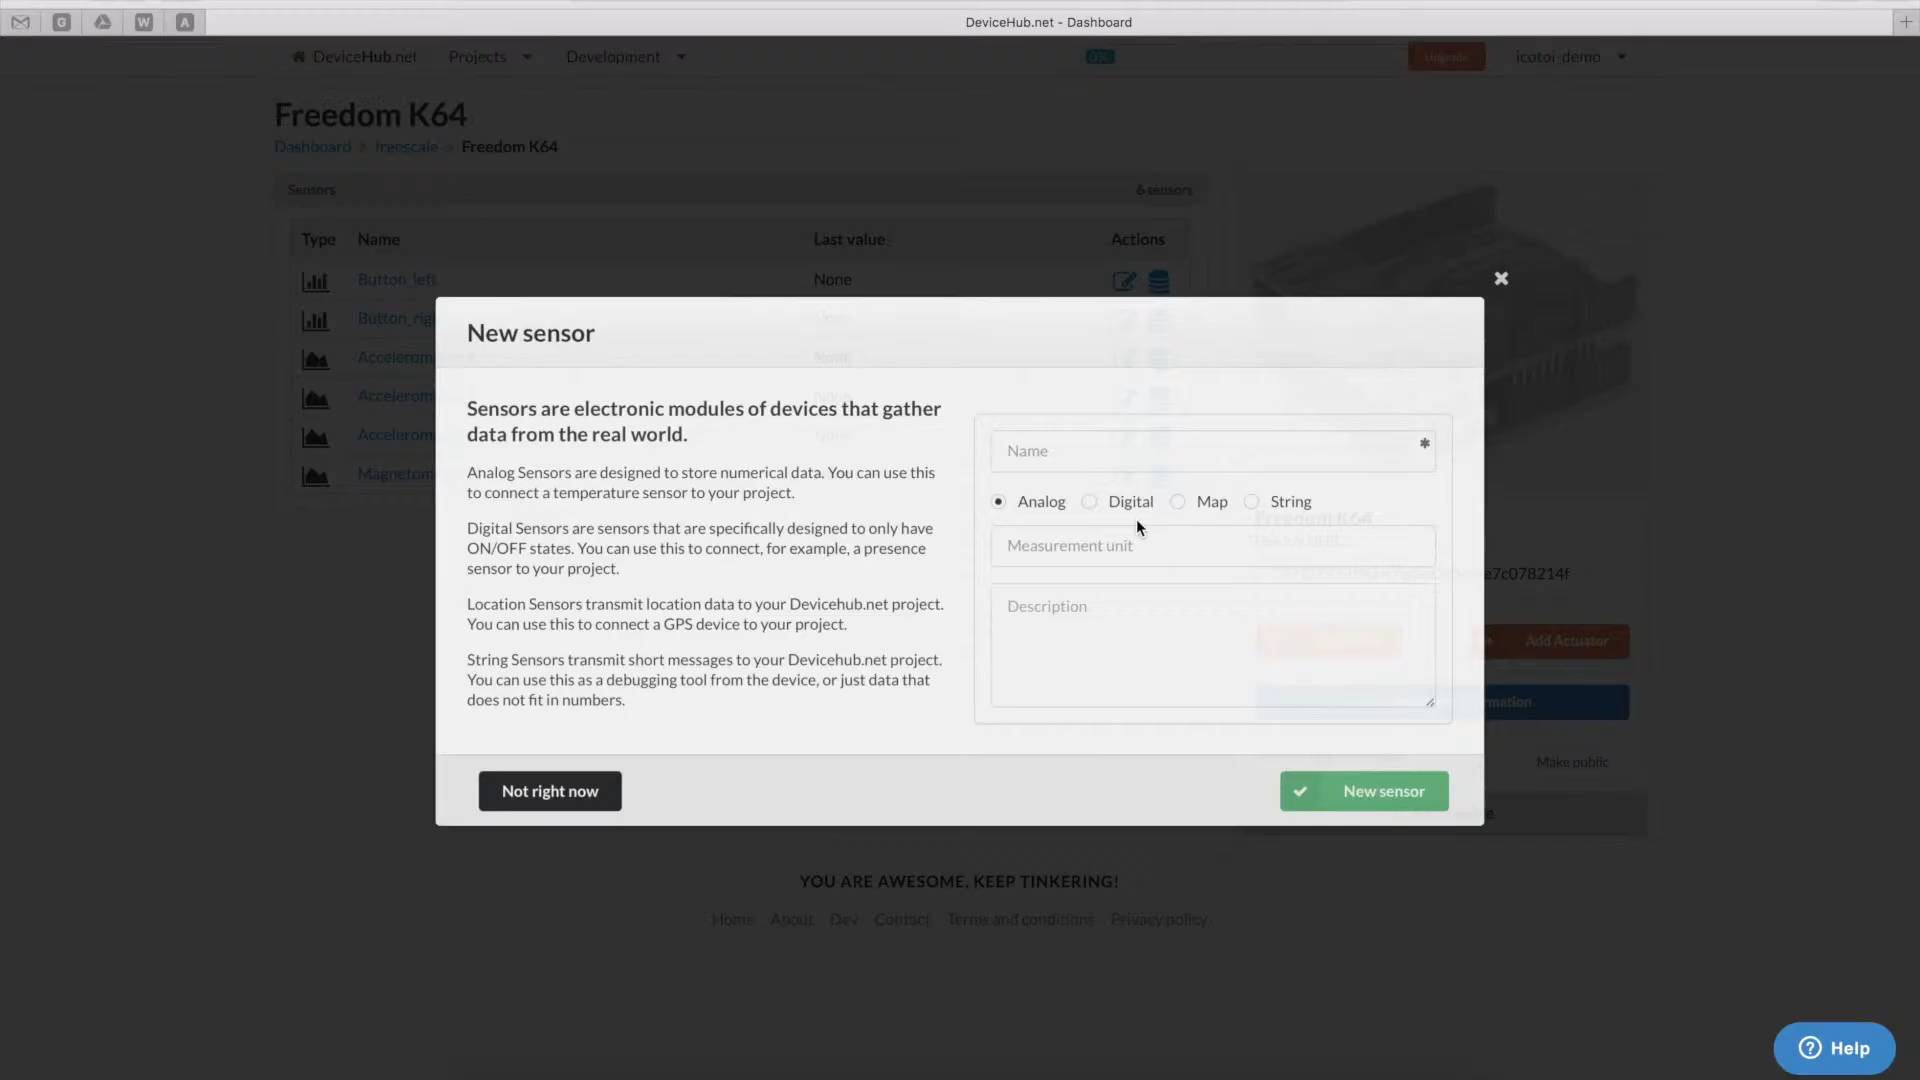 G
W
A
DeviceHub.net - Dashboard
DeviceHub.net Projects Development 0% Upgrade icotoi_demo
Freedom K64
Dashboard freescale Freedom K64
Sensors 6 sensors
Type Name Last value Actions
Button_left None
Button_rig
Accelerom None
Accelerom
Accelerom None
Magnetom
New sensor
Sensors are electronic modules of devices that gather
data from the real world.
Analog Sensors are designed to store numerical data. You can use this
to connect a temperature sensor to your project.
Digital Sensors are sensors that are specifically designed to only have
ON/OFF states. You can use this to connect, for example, a presence
sensor to your project.
Location Sensors transmit location data to your Devicehub.net project.
You can use this to connect a GPS device to your project.
String Sensors transmit short messages to your Devicehub.net project.
You can use this as a debugging tool from the device, or just data that
does not fit in numbers.
Name *
Analog Digital Map String
Measurement unit
Description
Freedom K64
e7c078214f
Add Actuator
rmation
Make public
Not right now
New sensor
YOU ARE AWESOME, KEEP TINKERING!
Home About Dev Contact Terms and conditions Privacy policy
? Help